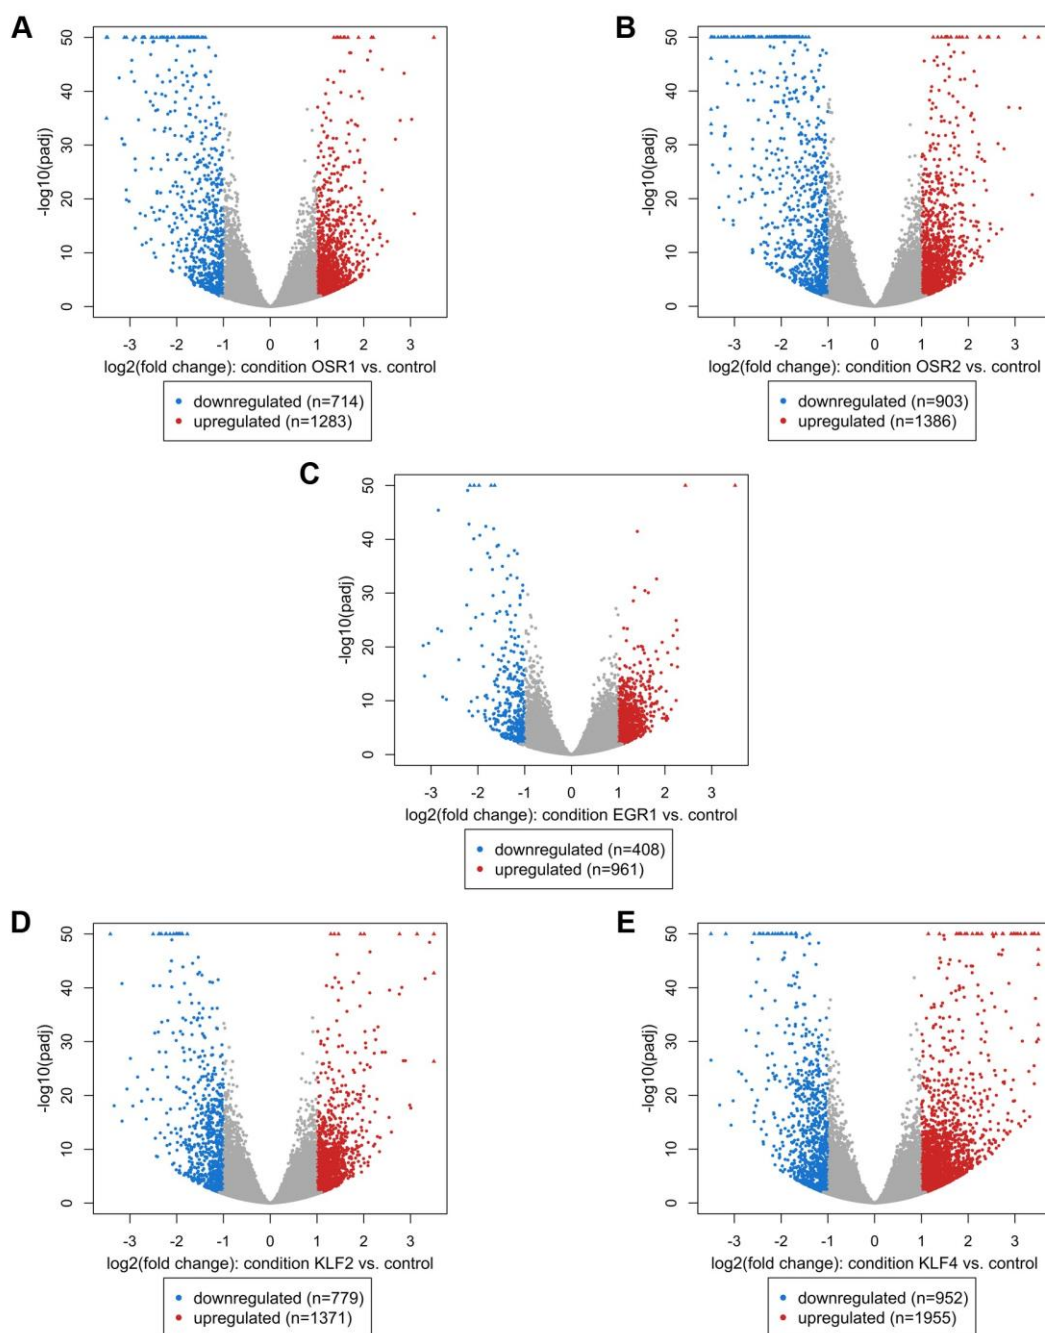 A
50
40
30
20
10
0
-log10(padj)
-3 -2 -1 0 1 2 3
log2(fold change): condition OSR1 vs. control
downregulated (n=714)
upregulated (n=1283)
B
50
40
30
20
10
0
-log10(padj)
-3 -2 -1 0 1 2 3
log2(fold change): condition OSR2 vs. control
downregulated (n=903)
upregulated (n=1386)
C
50
40
30
20
10
0
-log10(padj)
-3 -2 -1 0 1 2 3
log2(fold change): condition EGR1 vs. control
downregulated (n=408)
upregulated (n=961)
D
50
40
30
20
10
0
-log10(padj)
-3 -2 -1 0 1 2 3
log2(fold change): condition KLF2 vs. control
downregulated (n=779)
upregulated (n=1371)
E
50
40
30
20
10
0
-log10(padj)
-3 -2 -1 0 1 2 3
log2(fold change): condition KLF4 vs. control
downregulated (n=952)
upregulated (n=1955)